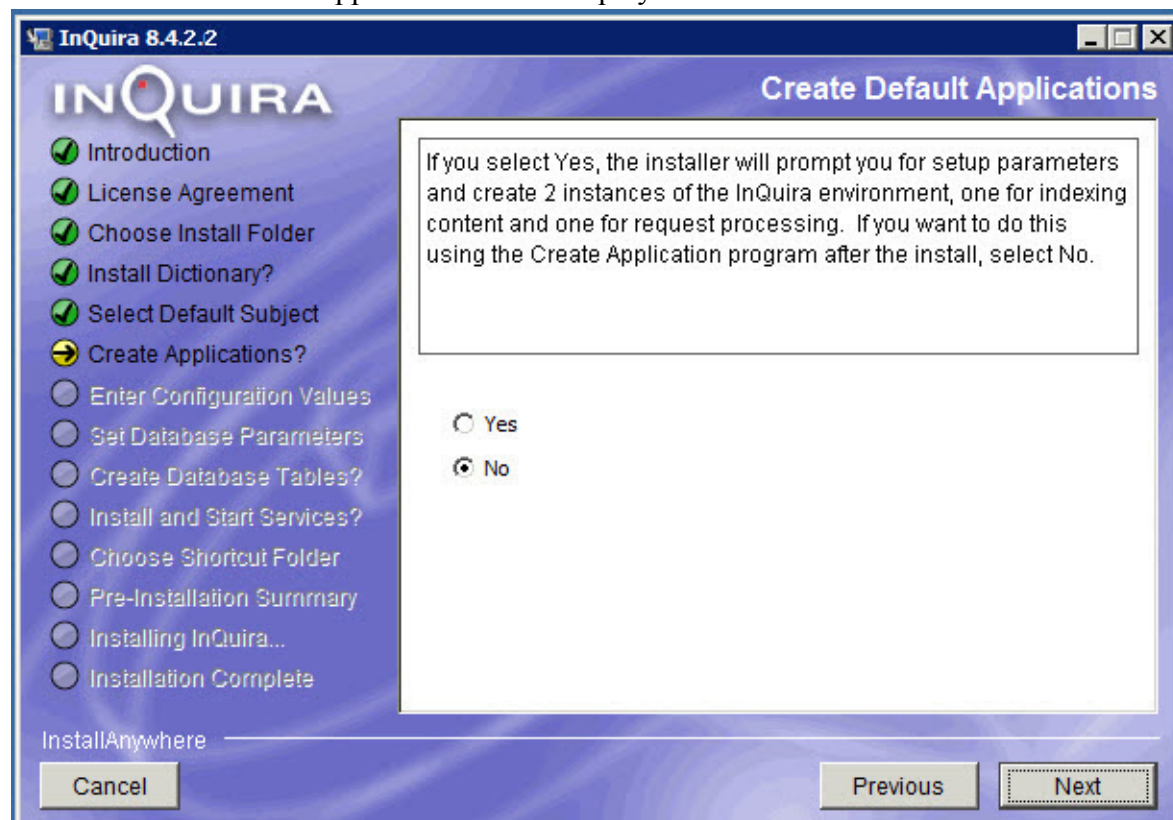 InQuira 8.4.2.2
INQUIRA
Create Default Applications
Introduction
License Agreement
Choose Install Folder
Install Dictionary?
Select Default Subject
Create Applications?
Enter Configuration Values
Set Database Parameters
Create Database Tables?
Install and Start Services?
Choose Shortcut Folder
Pre-Installation Summary
Installing InQuira...
Installation Complete
If you select Yes, the installer will prompt you for setup parameters
and create 2 instances of the InQuira environment, one for indexing
content and one for request processing. If you want to do this
using the Create Application program after the install, select No.
Yes
No
InstallAnywhere
Cancel
Previous
Next